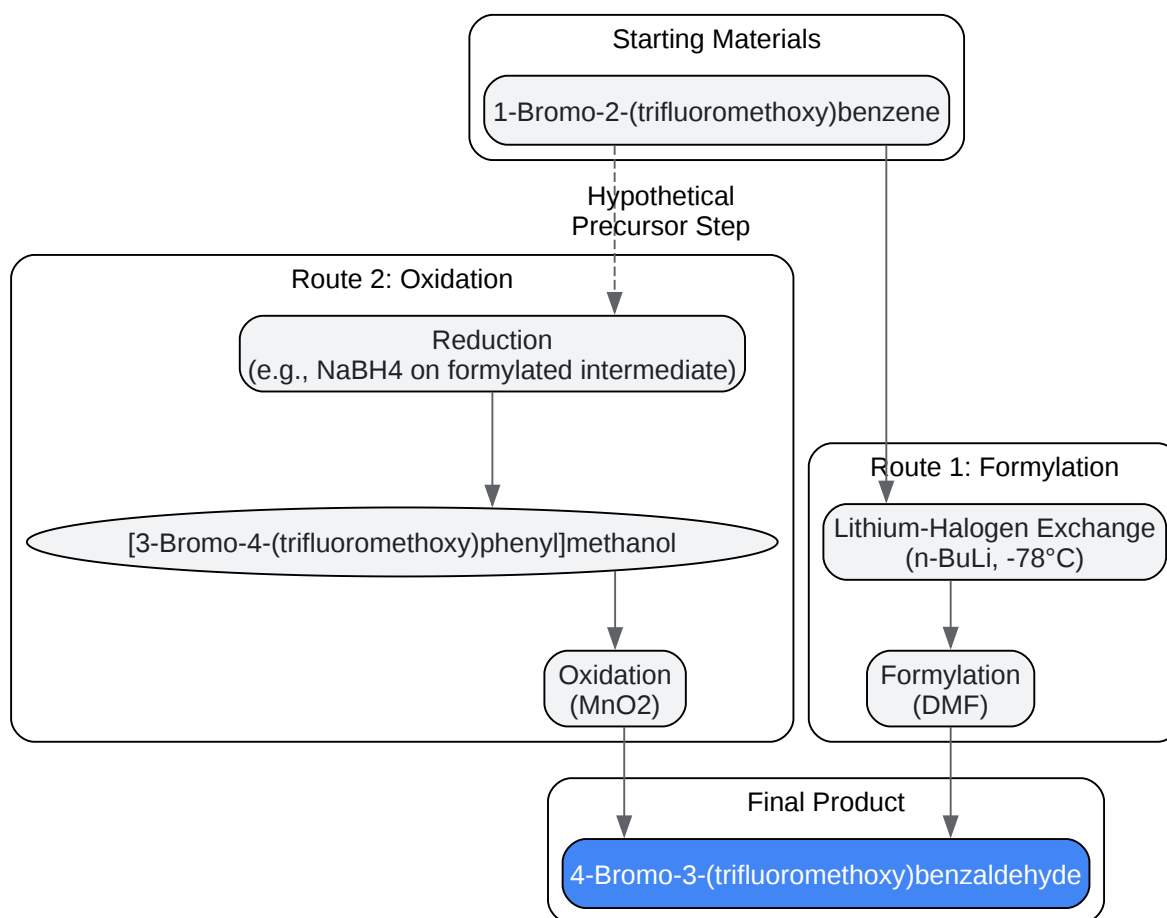 Starting Materials
1-Bromo-2-(trifluoromethoxy)benzene
Hypothetical
Precursor Step
Route 2: Oxidation
Reduction
(e.g., NaBH4 on formylated intermediate)
[3-Bromo-4-(trifluoromethoxy)phenyl]methanol
Oxidation
(MnO2)
Route 1: Formylation
Lithium-Halogen Exchange
(n-BuLi, -78°C)
Formylation
(DMF)
Final Product
4-Bromo-3-(trifluoromethoxy)benzaldehyde